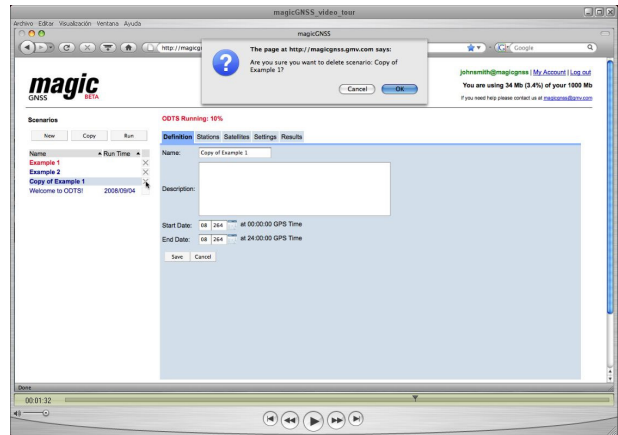 magicGNSS_video_tour
Archivo Editar Visualización Ventana Ayuda
magicGNSS
http://magicg
Google
The page at http://magicgnss.gmv.com says:
Are you sure you want to delete scenario: Copy of
Example 1?
Cancel OK
magic
GNSS BETA
johnsmith@magicgnss | My Account | Log out
You are using 34 Mb (3.4%) of your 1000 Mb
If you need help please contact us at magicgnss@gmv.com
Scenarios
New Copy Run
Name Run Time
Example 1
Example 2
Copy of Example 1
Welcome to ODTS! 2008/09/04
ODTS Running: 10%
Definition Stations Satellites Settings Results
Name: Copy of Example 1
Description:
Start Date: 08 264 at 00:00:00 GPS Time
End Date: 08 264 at 24:00:00 GPS Time
Save Cancel
Done
00:01:32